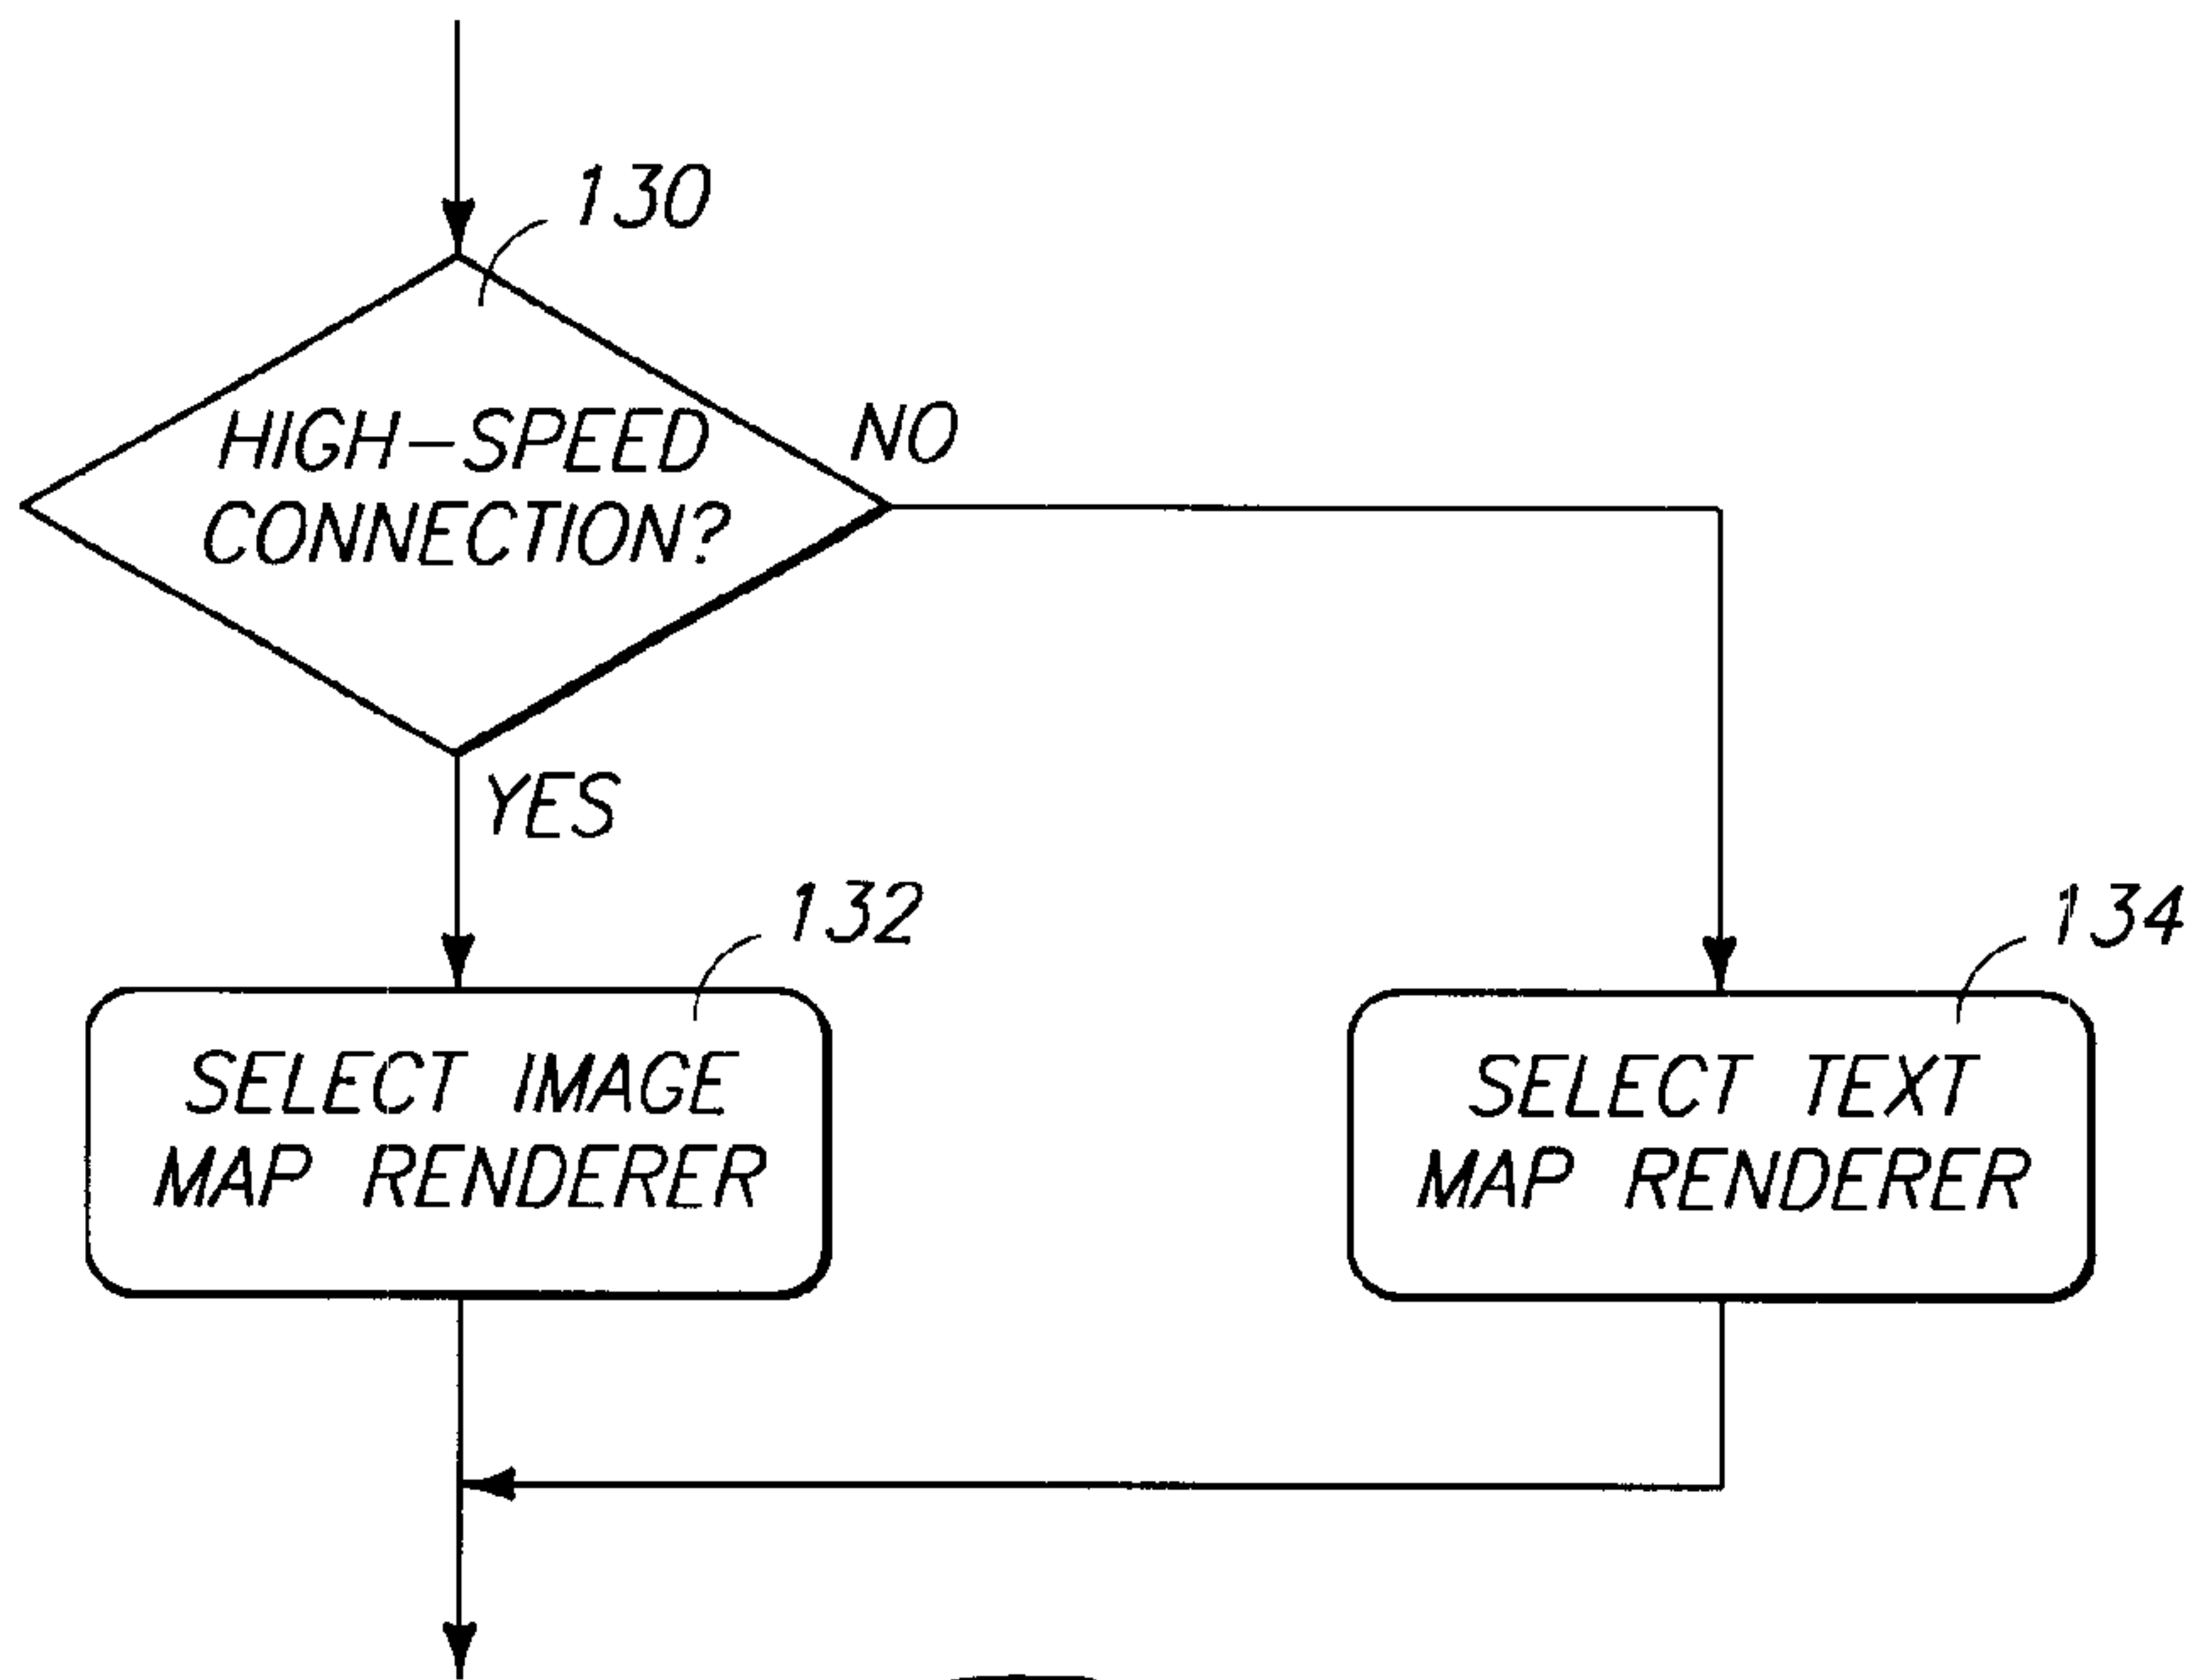 130
HIGH-SPEED
CONNECTION?
NO
YES
132
SELECT IMAGE
MAP RENDERER
134
SELECT TEXT
MAP RENDERER